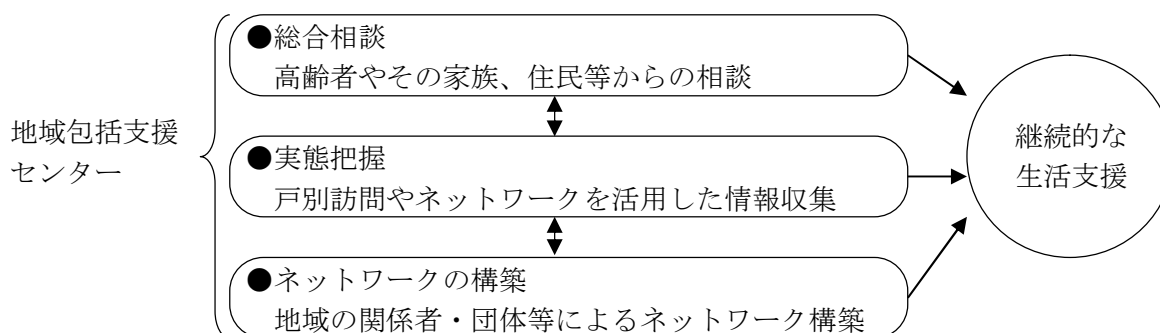 地域包括支援
センター
●総合相談
高齢者やその家族、住民等からの相談
●実態把握
戸別訪問やネットワークを活用した情報収集
●ネットワークの構築
地域の関係者・団体等によるネットワーク構築
継続的な
生活支援